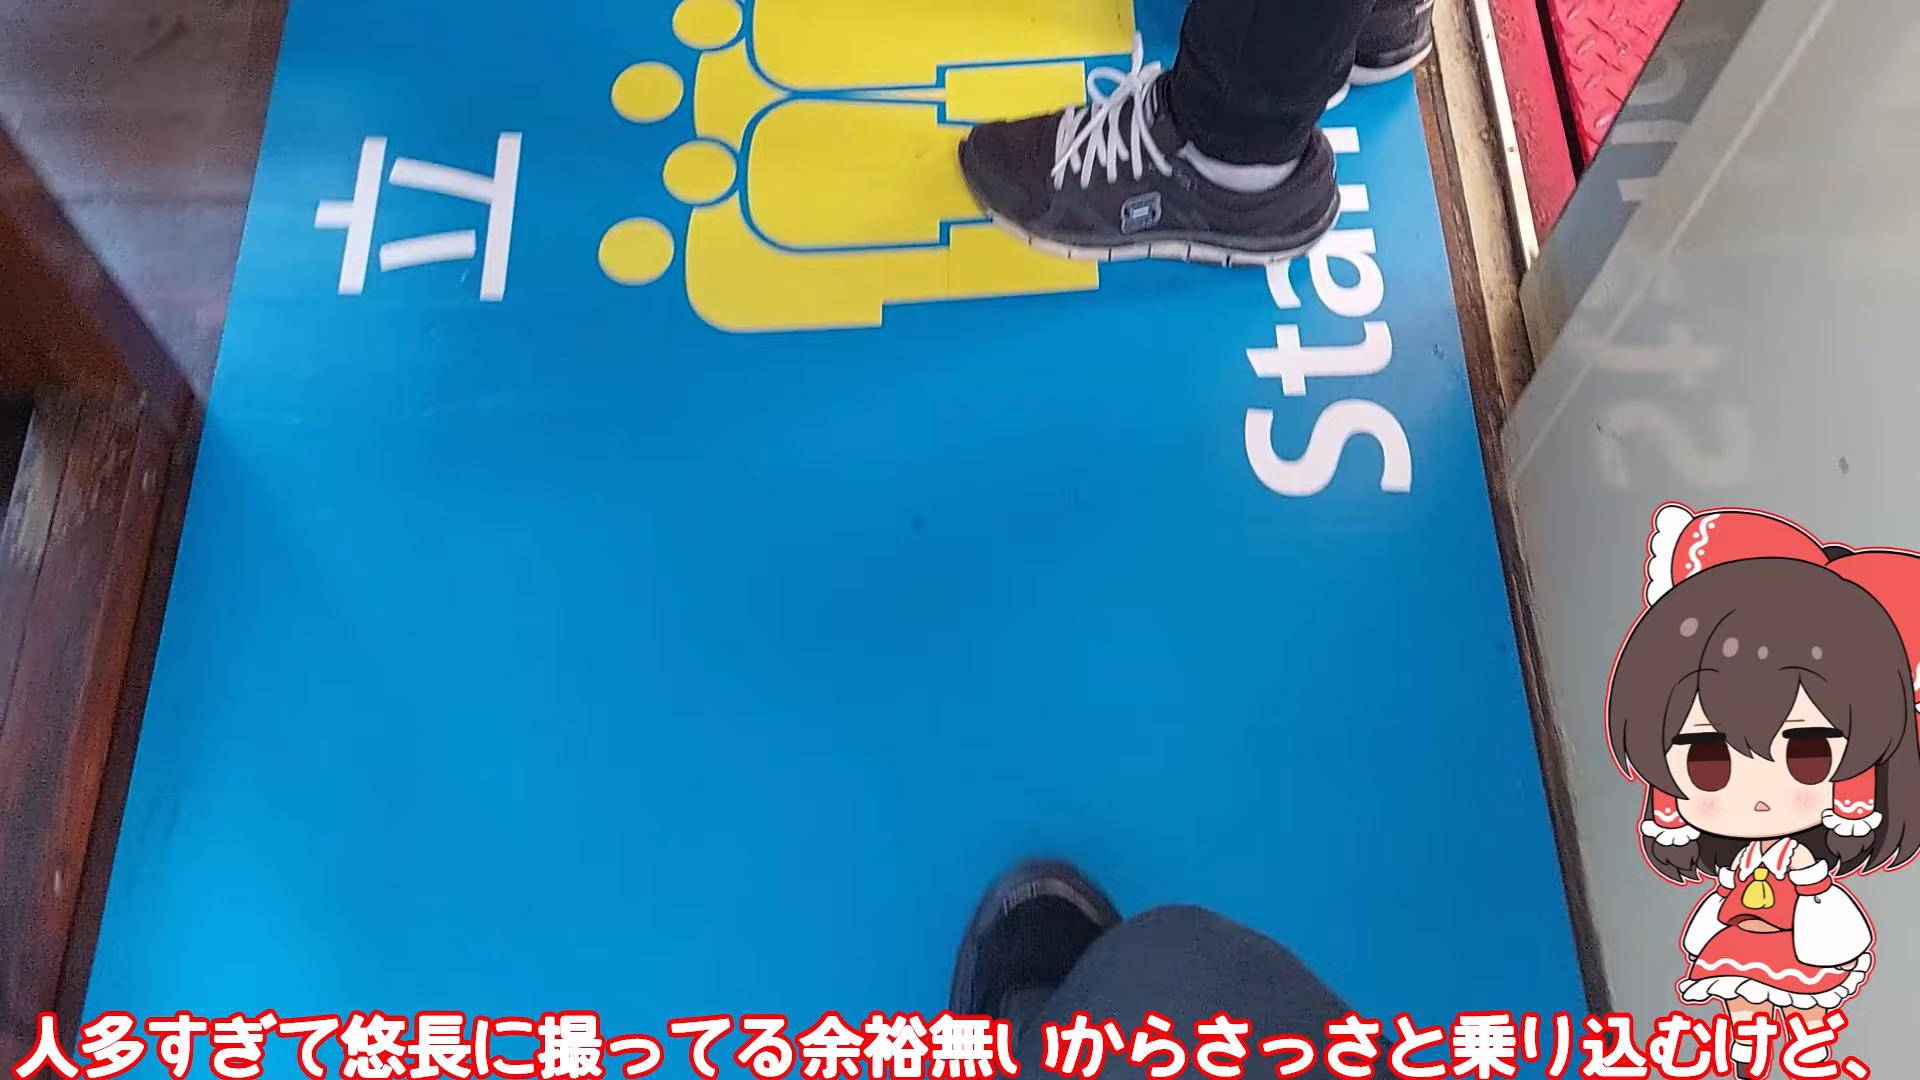 立
Stan
人多すぎて悠長に撮ってる余裕無いからさっさと乗り込むけど、